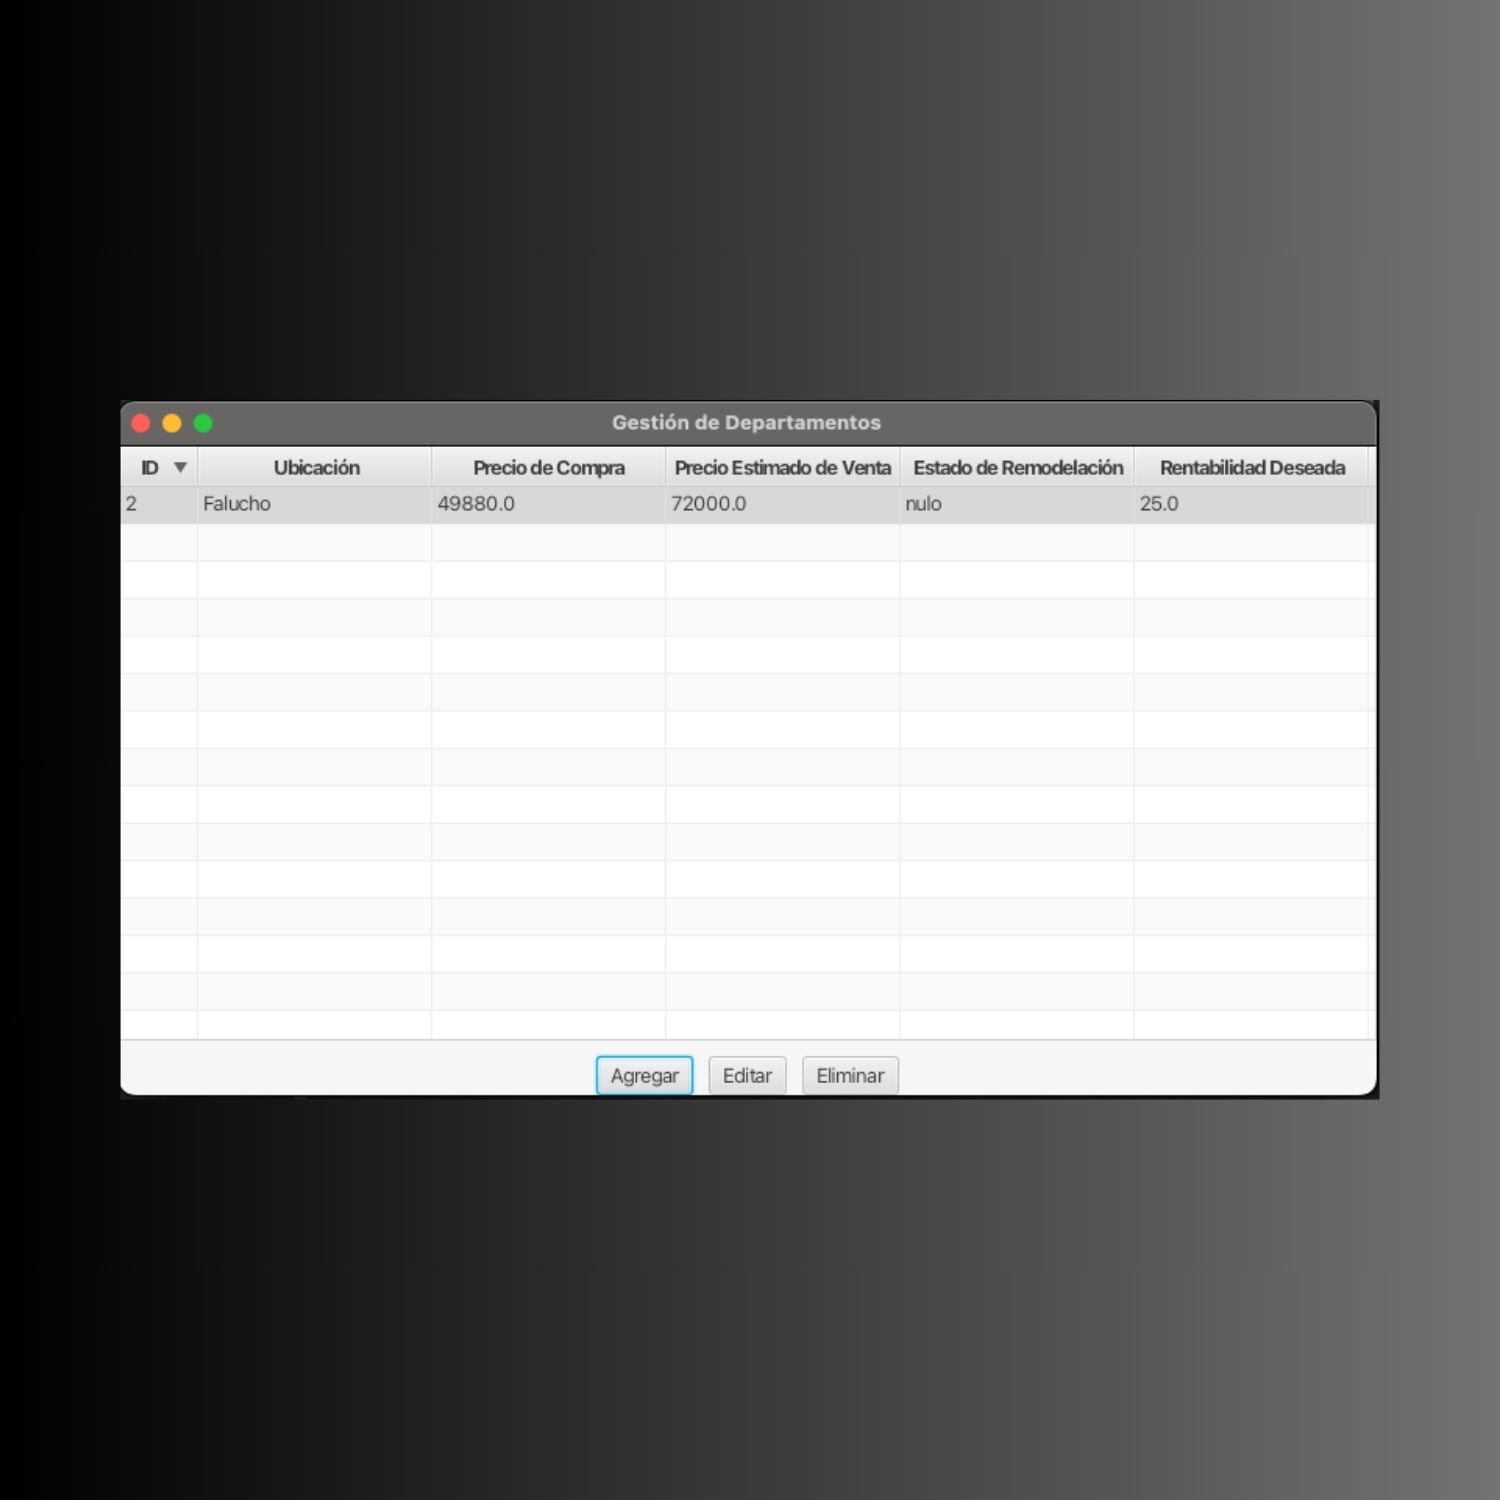 Gestión de Departamentos
ID Ubicación Precio de Compra Precio Estimado de Venta Estado de Remodelación Rentabilidad Deseada
2 Falucho 49880.0 72000.0 nulo 25.0
Agregar Editar Eliminar